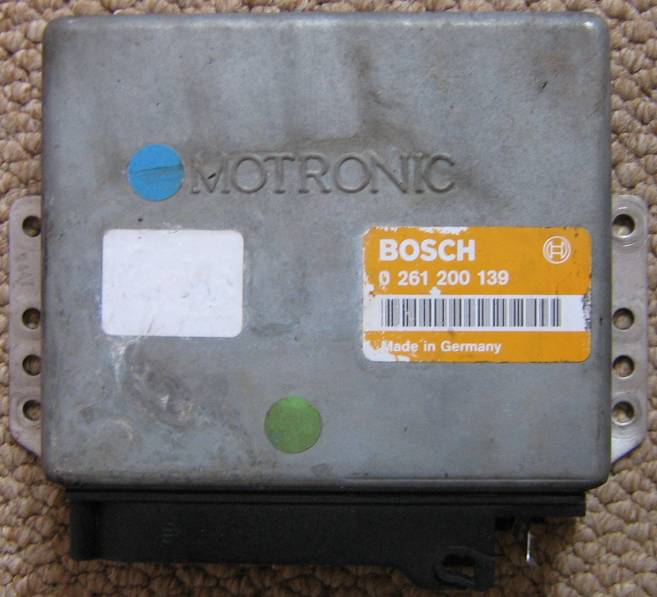 MOTRONIC
BOSCH
0 261 200 139
Made in Germany